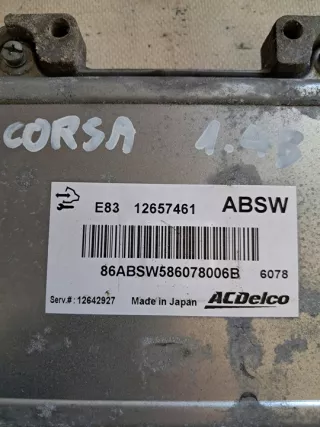 CORSA
E83 12657461 ABSW
86ABSW586078006B 6078
Serv.#: 12642927 Made in Japan ACDelco